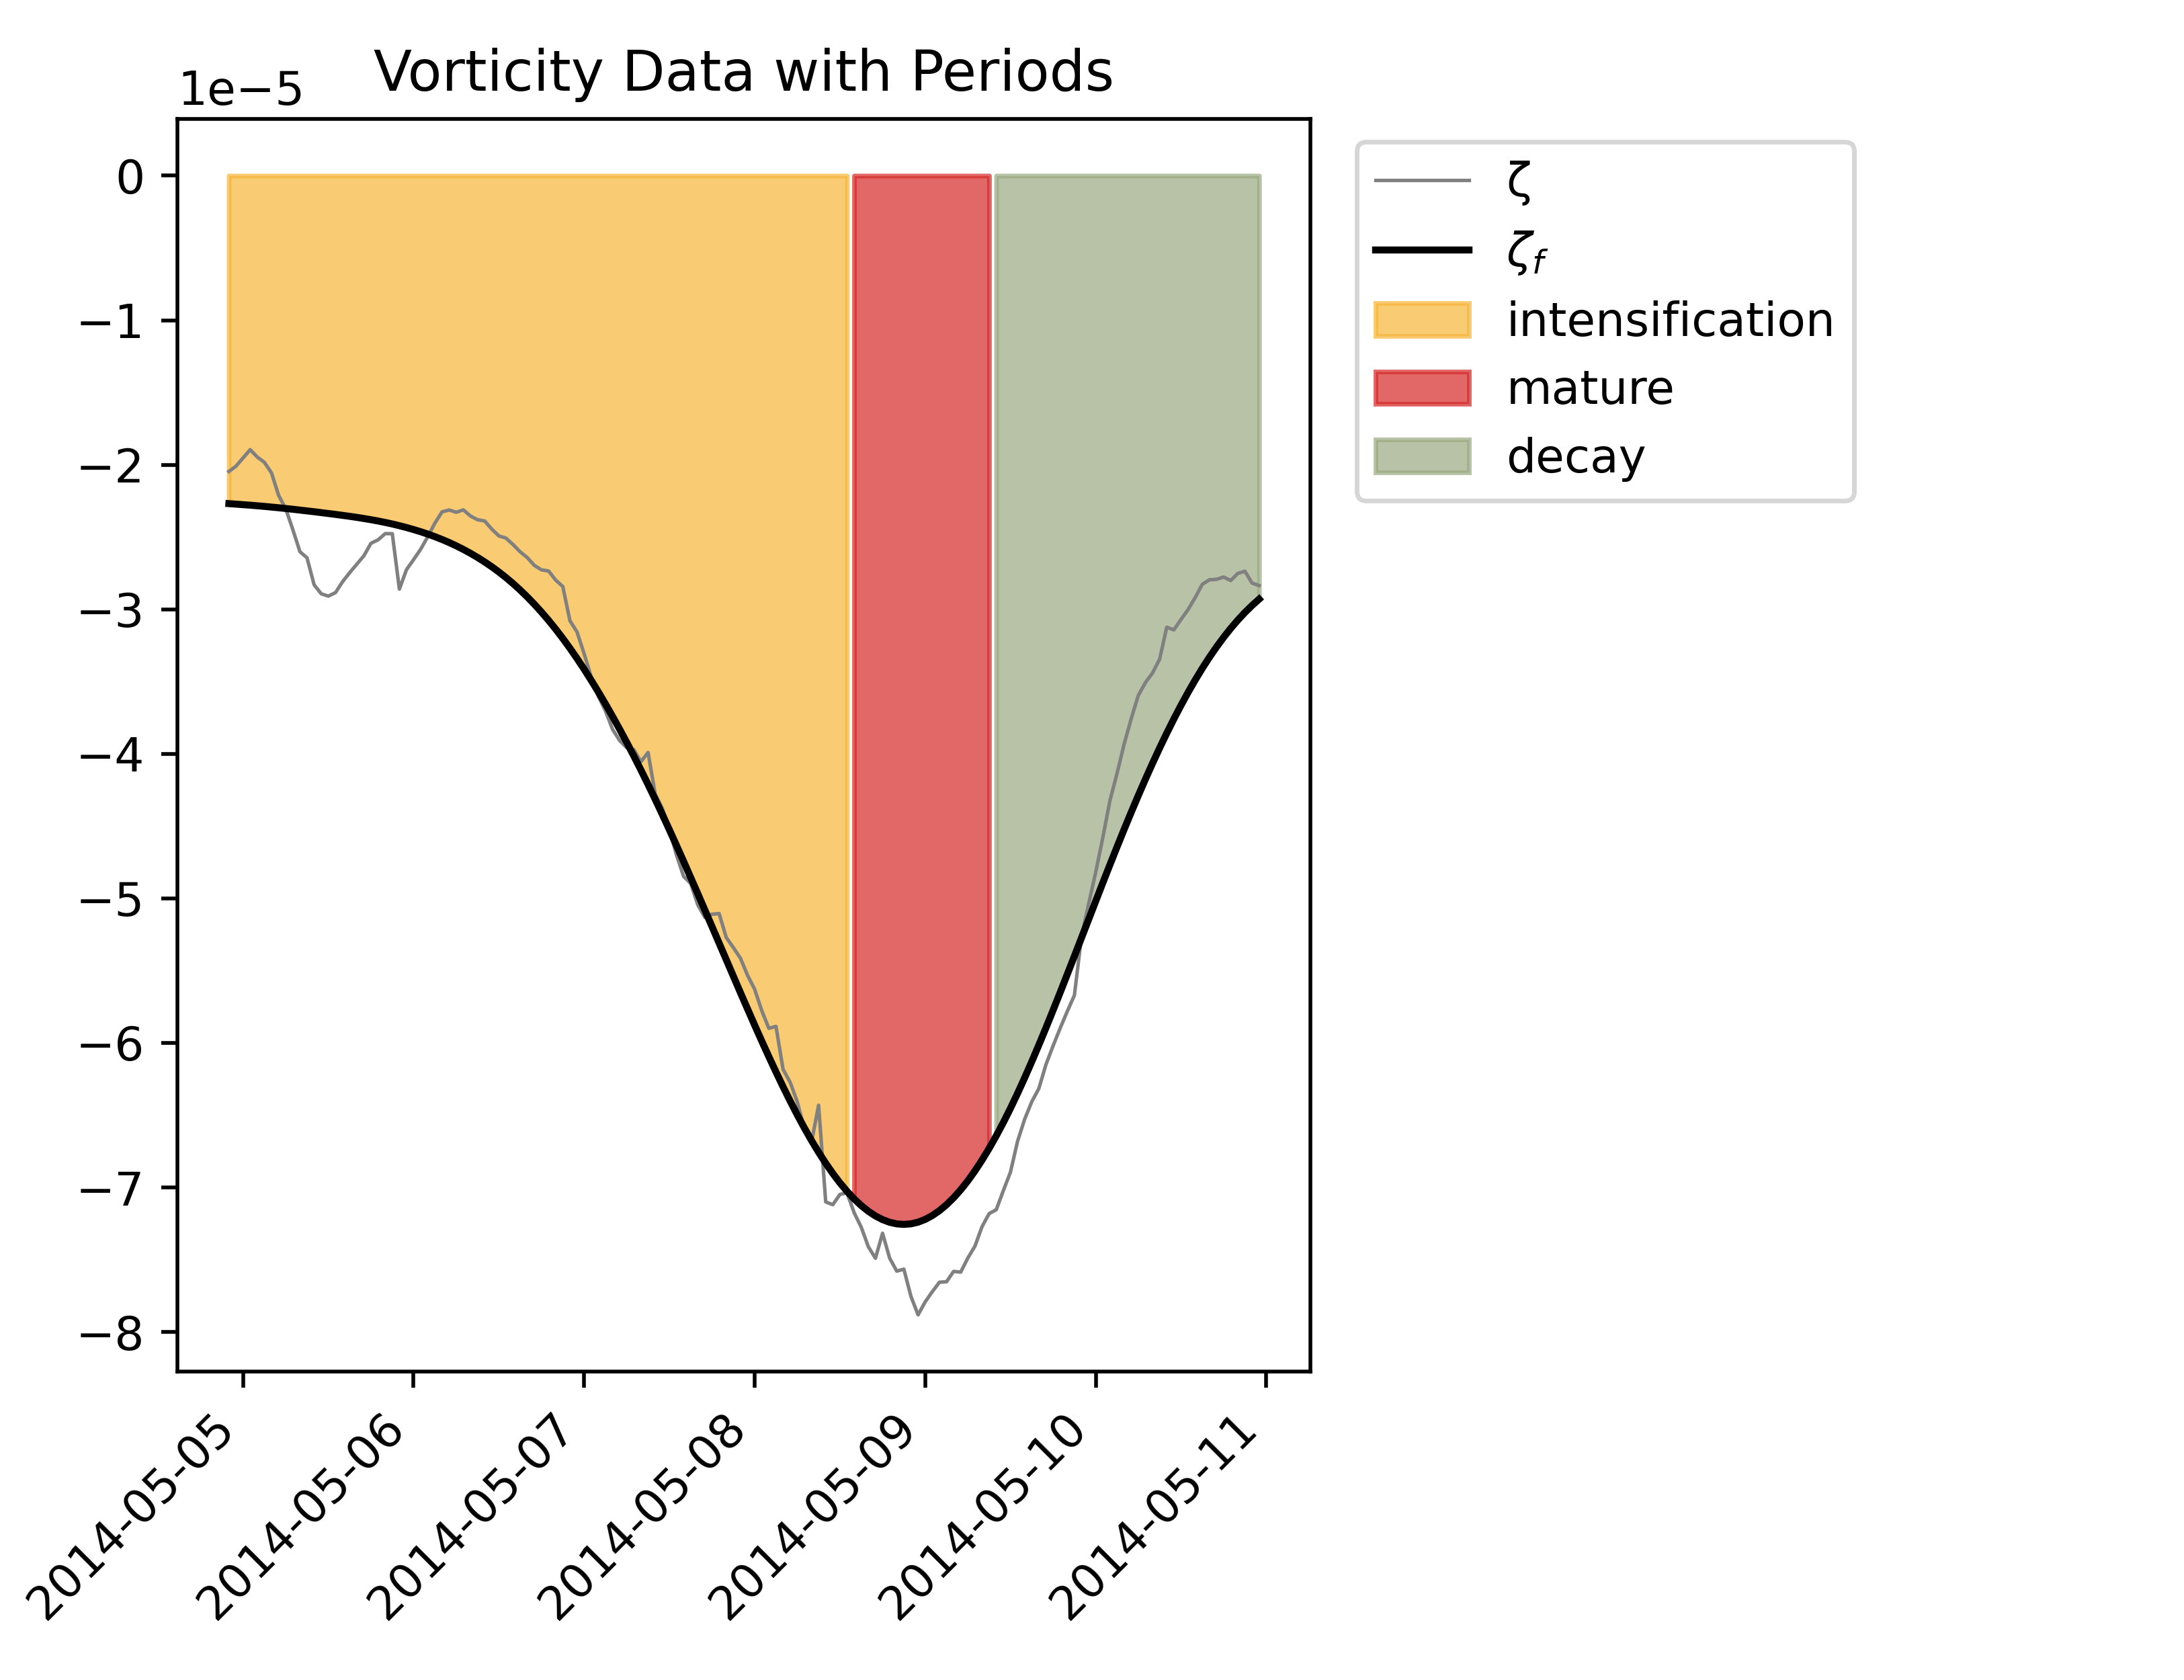 Vorticity Data with Periods
1e−5
0
−1
−2
−3
−4
−5
−6
−7
−8
2014-05-05
2014-05-06
2014-05-07
2014-05-08
2014-05-09
2014-05-10
2014-05-11
ζ
ζf
intensification
mature
decay